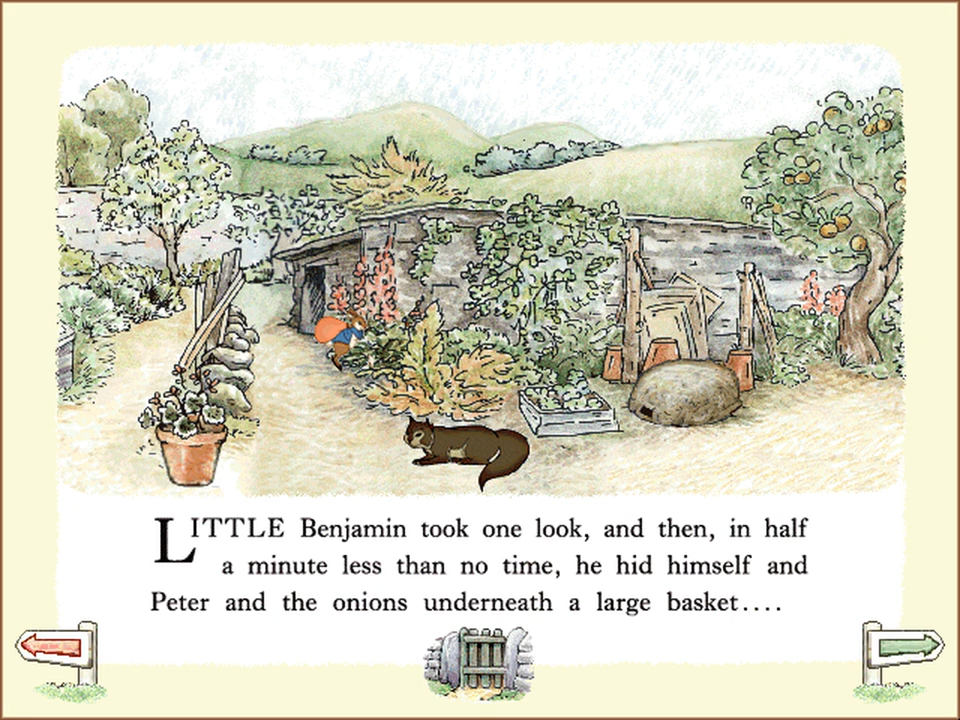 LITTLE Benjamin took one look, and then, in half
a minute less than no time, he hid himself and
Peter and the onions underneath a large basket....